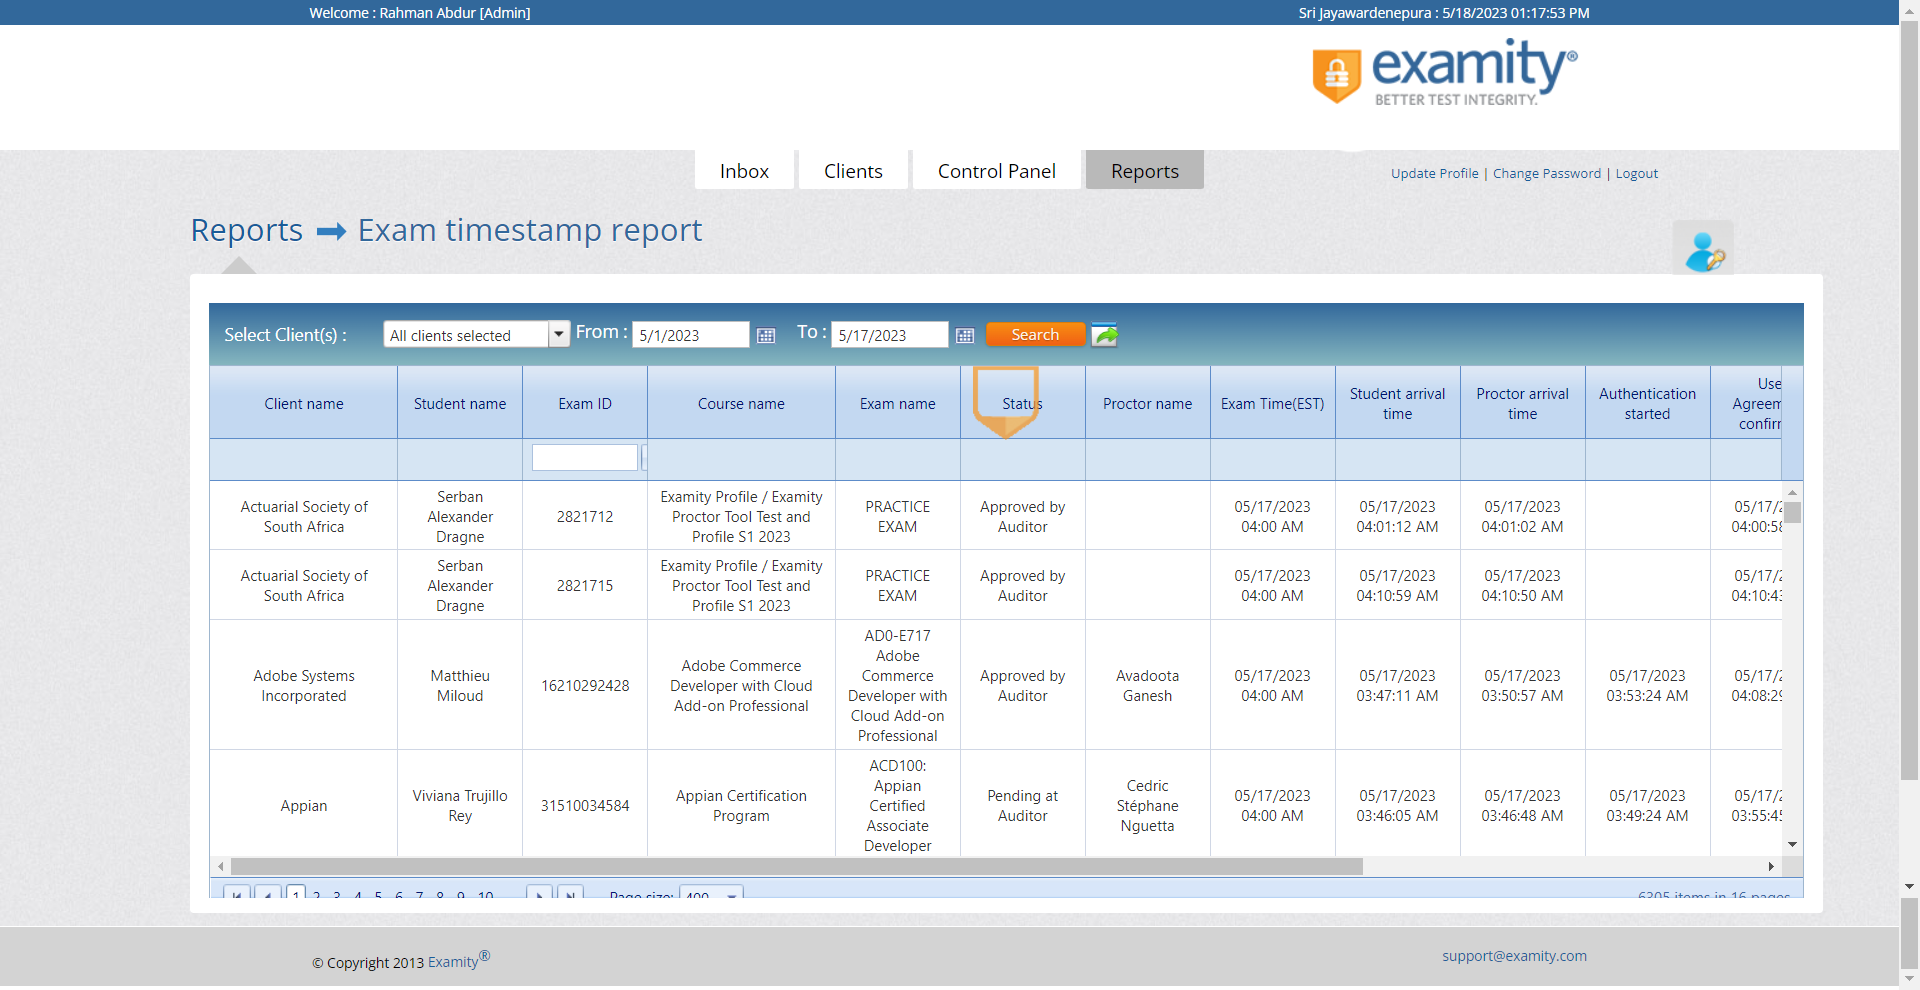 Welcome : Rahman Abdur [Admin]
Sri Jayawardenepura : 5/18/2023 01:17:53 PM
examity®
BETTER TEST INTEGRITY.
Inbox
Clients
Control Panel
Reports
Update Profile | Change Password | Logout
Reports
Exam timestamp report
Select Client(s) :
All clients selected
From :
5/1/2023
To :
5/17/2023
Search
Client name
Student name
Exam ID
Course name
Exam name
Status
Proctor name
Exam Time(EST)
Student arrival
time
Proctor arrival
time
Authentication
started
Use
Agreem
confirm
Actuarial Society of
South Africa
Serban
Alexander
Dragne
2821712
Examity Profile / Examity
Proctor Tool Test and
Profile S1 2023
PRACTICE
EXAM
Approved by
Auditor
05/17/2023
04:00 AM
05/17/2023
04:01:12 AM
05/17/2023
04:01:02 AM
05/17/2
04:00:58
Actuarial Society of
South Africa
Serban
Alexander
Dragne
2821715
Examity Profile / Examity
Proctor Tool Test and
Profile S1 2023
PRACTICE
EXAM
Approved by
Auditor
05/17/2023
04:00 AM
05/17/2023
04:10:59 AM
05/17/2023
04:10:50 AM
05/17/2
04:10:43
Adobe Systems
Incorporated
Matthieu
Miloud
16210292428
Adobe Commerce
Developer with Cloud
Add-on Professional
AD0-E717
Adobe
Commerce
Developer with
Cloud Add-on
Professional
Approved by
Auditor
Avadoota
Ganesh
05/17/2023
04:00 AM
05/17/2023
03:47:11 AM
05/17/2023
03:50:57 AM
05/17/2023
03:53:24 AM
05/17/2
04:08:29
Appian
Viviana Trujillo
Rey
31510034584
Appian Certification
Program
ACD100:
Appian
Certified
Associate
Developer
Pending at
Auditor
Cedric
Stéphane
Nguetta
05/17/2023
04:00 AM
05/17/2023
03:46:05 AM
05/17/2023
03:46:48 AM
05/17/2023
03:49:24 AM
05/17/2
03:55:45
1 2 3 4 5 6 7 8 9 10
Page size: 400
6305 items in 16 pages
© Copyright 2013 Examity®
support@examity.com